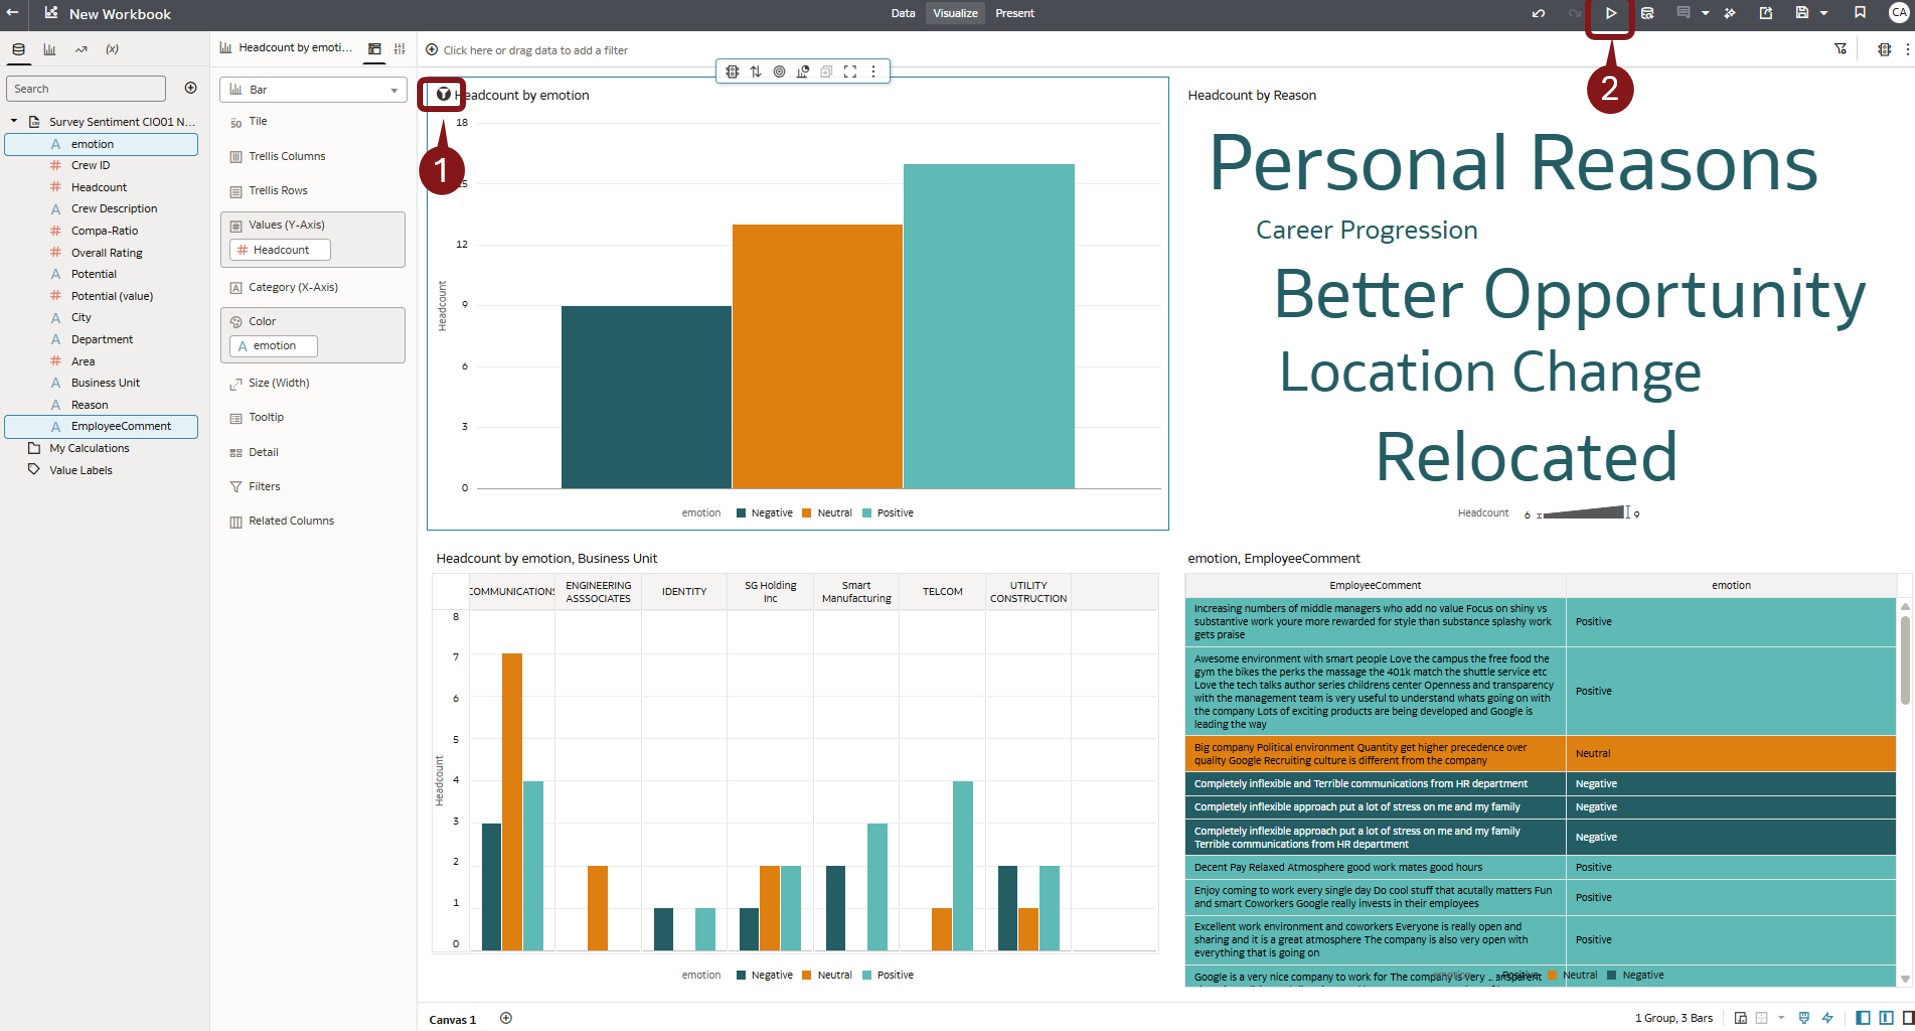 New Workbook
Data
Visualize
Present
CA
(x)
Headcount by emoti...
Click here or drag data to add a filter
2
Search
Survey Sentiment CIO01 N...
A emotion
# Crew ID
# Headcount
A Crew Description
# Compa-Ratio
# Overall Rating
A Potential
# Potential (value)
A City
A Department
# Area
A Business Unit
A Reason
A EmployeeComment
My Calculations
Value Labels
Bar
50 Tile
Trellis Columns
Trellis Rows
Values (Y-Axis)
# Headcount
A Category (X-Axis)
Color
A emotion
Size (Width)
Tooltip
Detail
Filters
Related Columns
Headcount by emotion
1
18
15
12
9
6
3
0
Headcount
emotion Negative Neutral Positive
Headcount by Reason
Personal Reasons
Career Progression
Better Opportunity
Location Change
Relocated
Headcount 6 9
Headcount by emotion, Business Unit
COMMUNICATIONS
ENGINEERING
ASSSOCIATES
IDENTITY
SG Holding
Inc
Smart
Manufacturing
TELCOM
UTILITY
CONSTRUCTION
8
7
6
5
4
3
2
1
0
Headcount
emotion Negative Neutral Positive
emotion, EmployeeComment
EmployeeComment emotion
Increasing numbers of middle managers who add no value Focus on shiny vs
substantive work youre more rewarded for style than substance splashy work
gets praise
Positive
Awesome environment with smart people Love the campus the free food the
gym the bikes the perks the massage the 401k match the shuttle service etc
Love the tech talks author series childrens center Openness and transparency
with the management team is very useful to understand whats going on with
the company Lots of exciting products are being developed and Google is
leading the way
Positive
Big company Political environment Quantity get higher precedence over
quality Google Recruiting culture is different from the company
Neutral
Completely inflexible and Terrible communications from HR department
Negative
Completely inflexible approach put a lot of stress on me and my family
Negative
Completely inflexible approach put a lot of stress on me and my family
Terrible communications from HR department
Negative
Decent Pay Relaxed Atmosphere good work mates good hours
Positive
Enjoy coming to work every single day Do cool stuff that acutally matters Fun
and smart Coworkers Google really invests in their employees
Positive
Excellent work environment and coworkers Everyone is really open and
sharing and it is a great atmosphere The company is also very open with
everything that is going on
Positive
Google is a very nice company to work for The company is very
emotion Positive Neutral Negative
Canvas 1
1 Group, 3 Bars